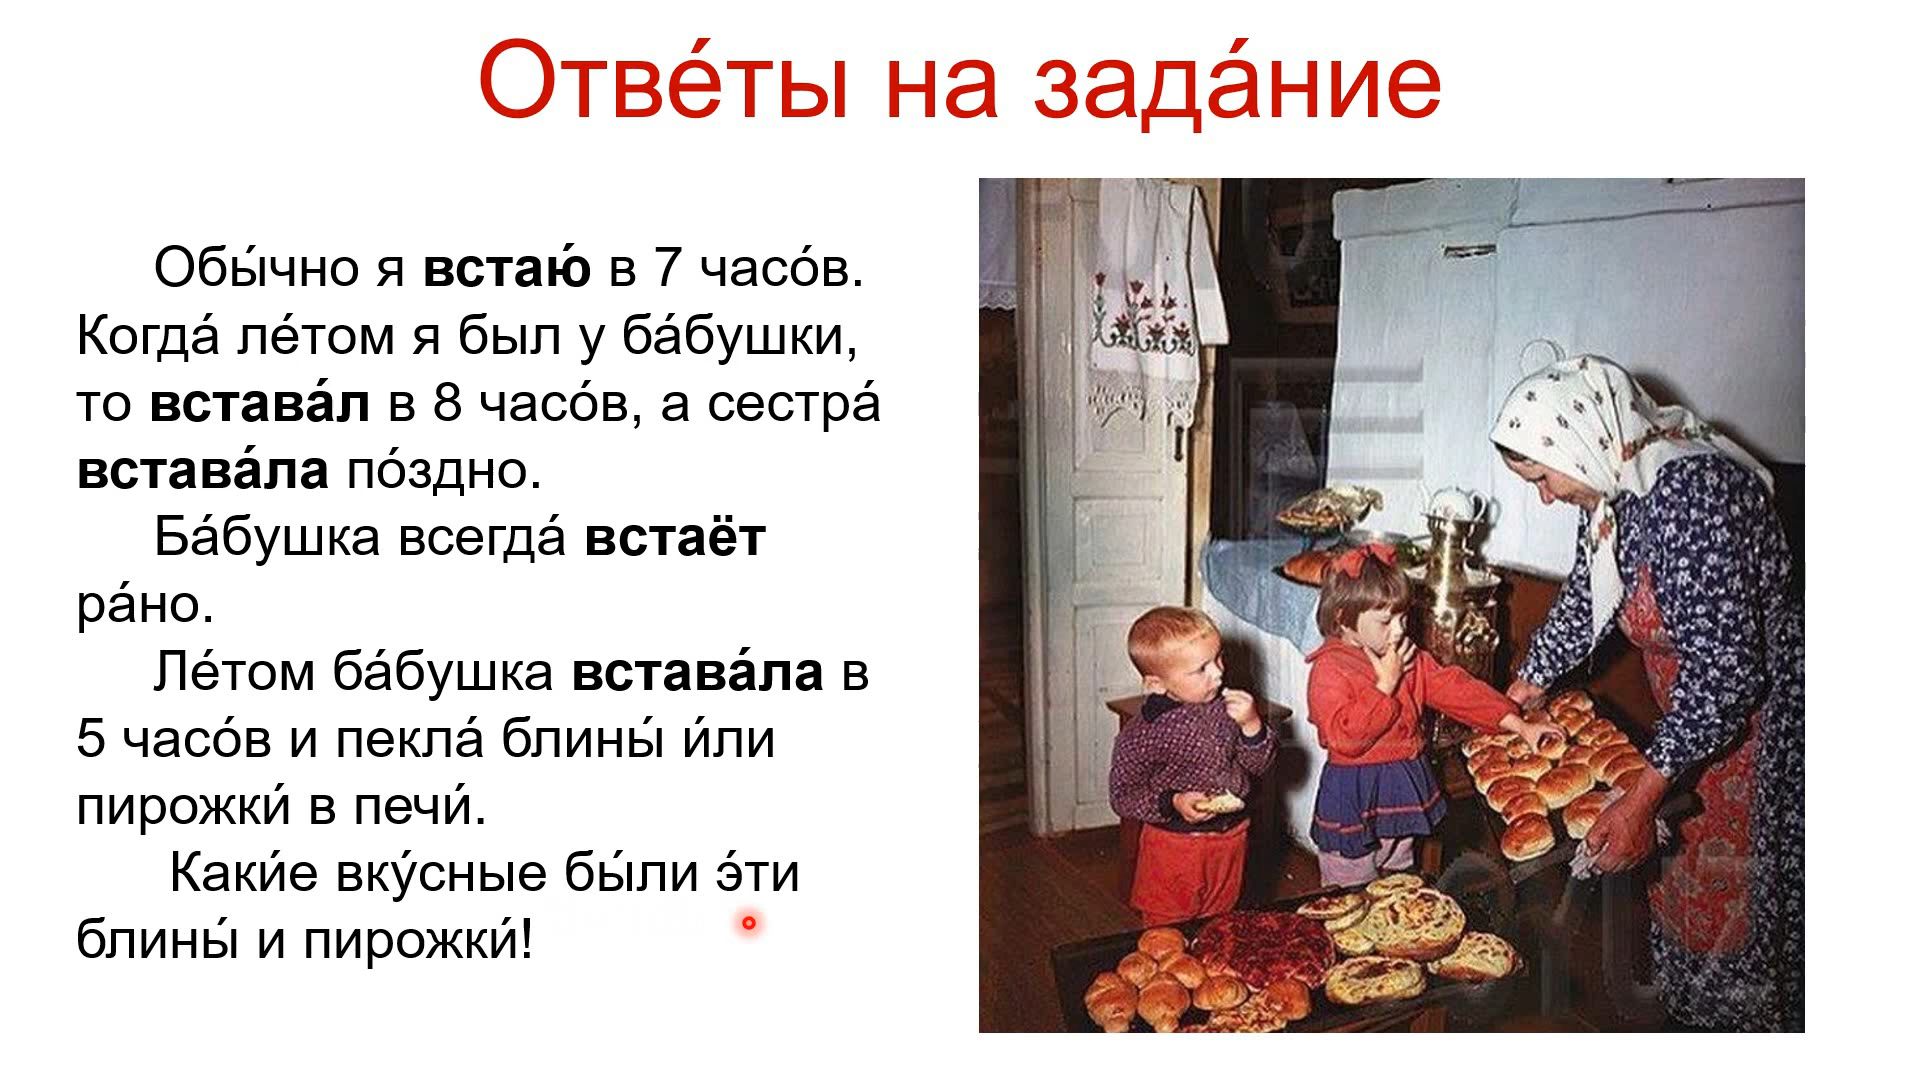 Отве́ты на зада́ние
Обы́чно я встаю́ в 7 часо́в.
Когда́ ле́том я был у ба́бушки,
то встава́л в 8 часо́в, а сестра́
встава́ла по́здно.
Ба́бушка всегда́ встаёт
ра́но.
Ле́том ба́бушка встава́ла в
5 часо́в и пекла́ блины́ и́ли
пирожки́ в печи́.
Каки́е вку́сные бы́ли э́ти
блины́ и пирожки́!